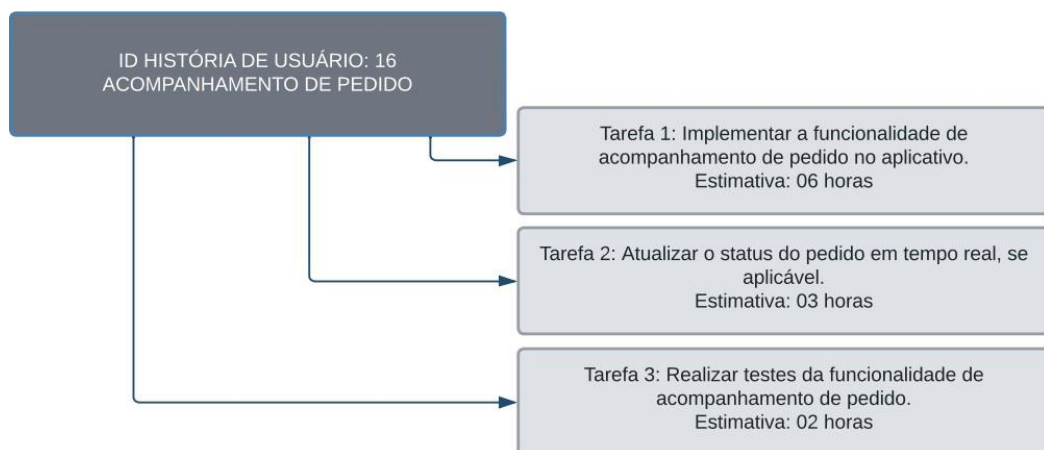 ID HISTÓRIA DE USUÁRIO: 16
ACOMPANHAMENTO DE PEDIDO
Tarefa 1: Implementar a funcionalidade de
acompanhamento de pedido no aplicativo.
Estimativa: 06 horas
Tarefa 2: Atualizar o status do pedido em tempo real, se
aplicável.
Estimativa: 03 horas
Tarefa 3: Realizar testes da funcionalidade de
acompanhamento de pedido.
Estimativa: 02 horas